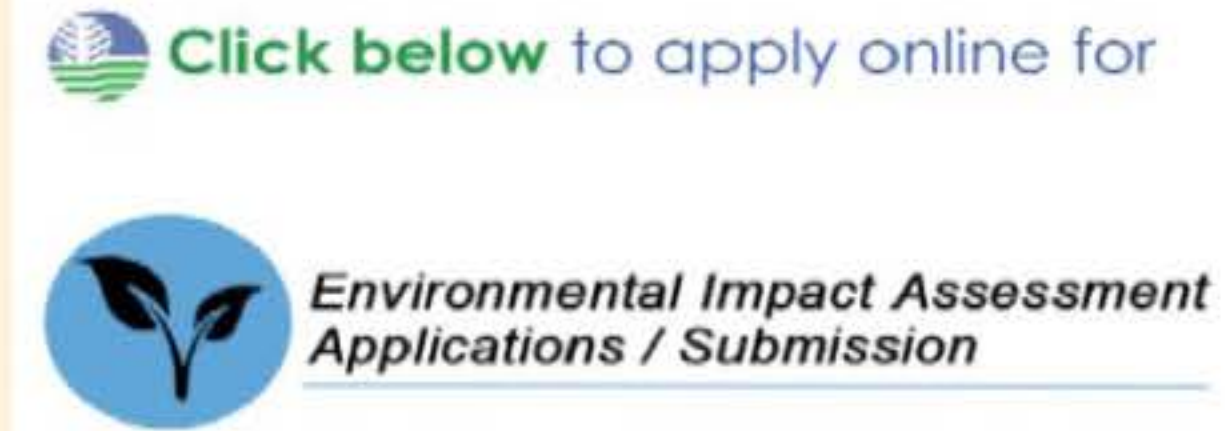 Click below to apply online for
Environmental Impact Assessment
Applications / Submission